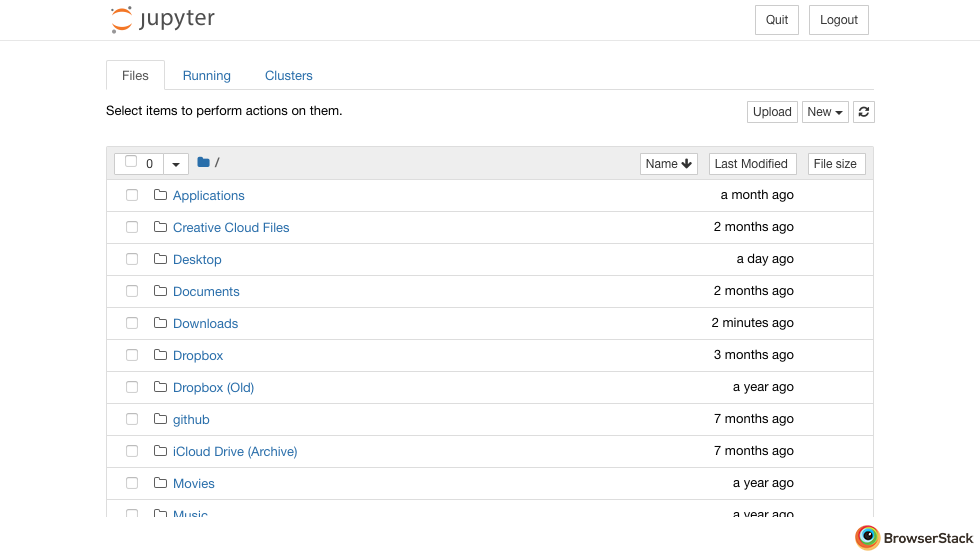 jupyter
Quit
Logout
Files
Running
Clusters
Select items to perform actions on them.
Upload
New
0
/
Name
Last Modified
File size
Applications
a month ago
Creative Cloud Files
2 months ago
Desktop
a day ago
Documents
2 months ago
Downloads
2 minutes ago
Dropbox
3 months ago
Dropbox (Old)
a year ago
github
7 months ago
iCloud Drive (Archive)
7 months ago
Movies
a year ago
Music
a year ago
BrowserStack